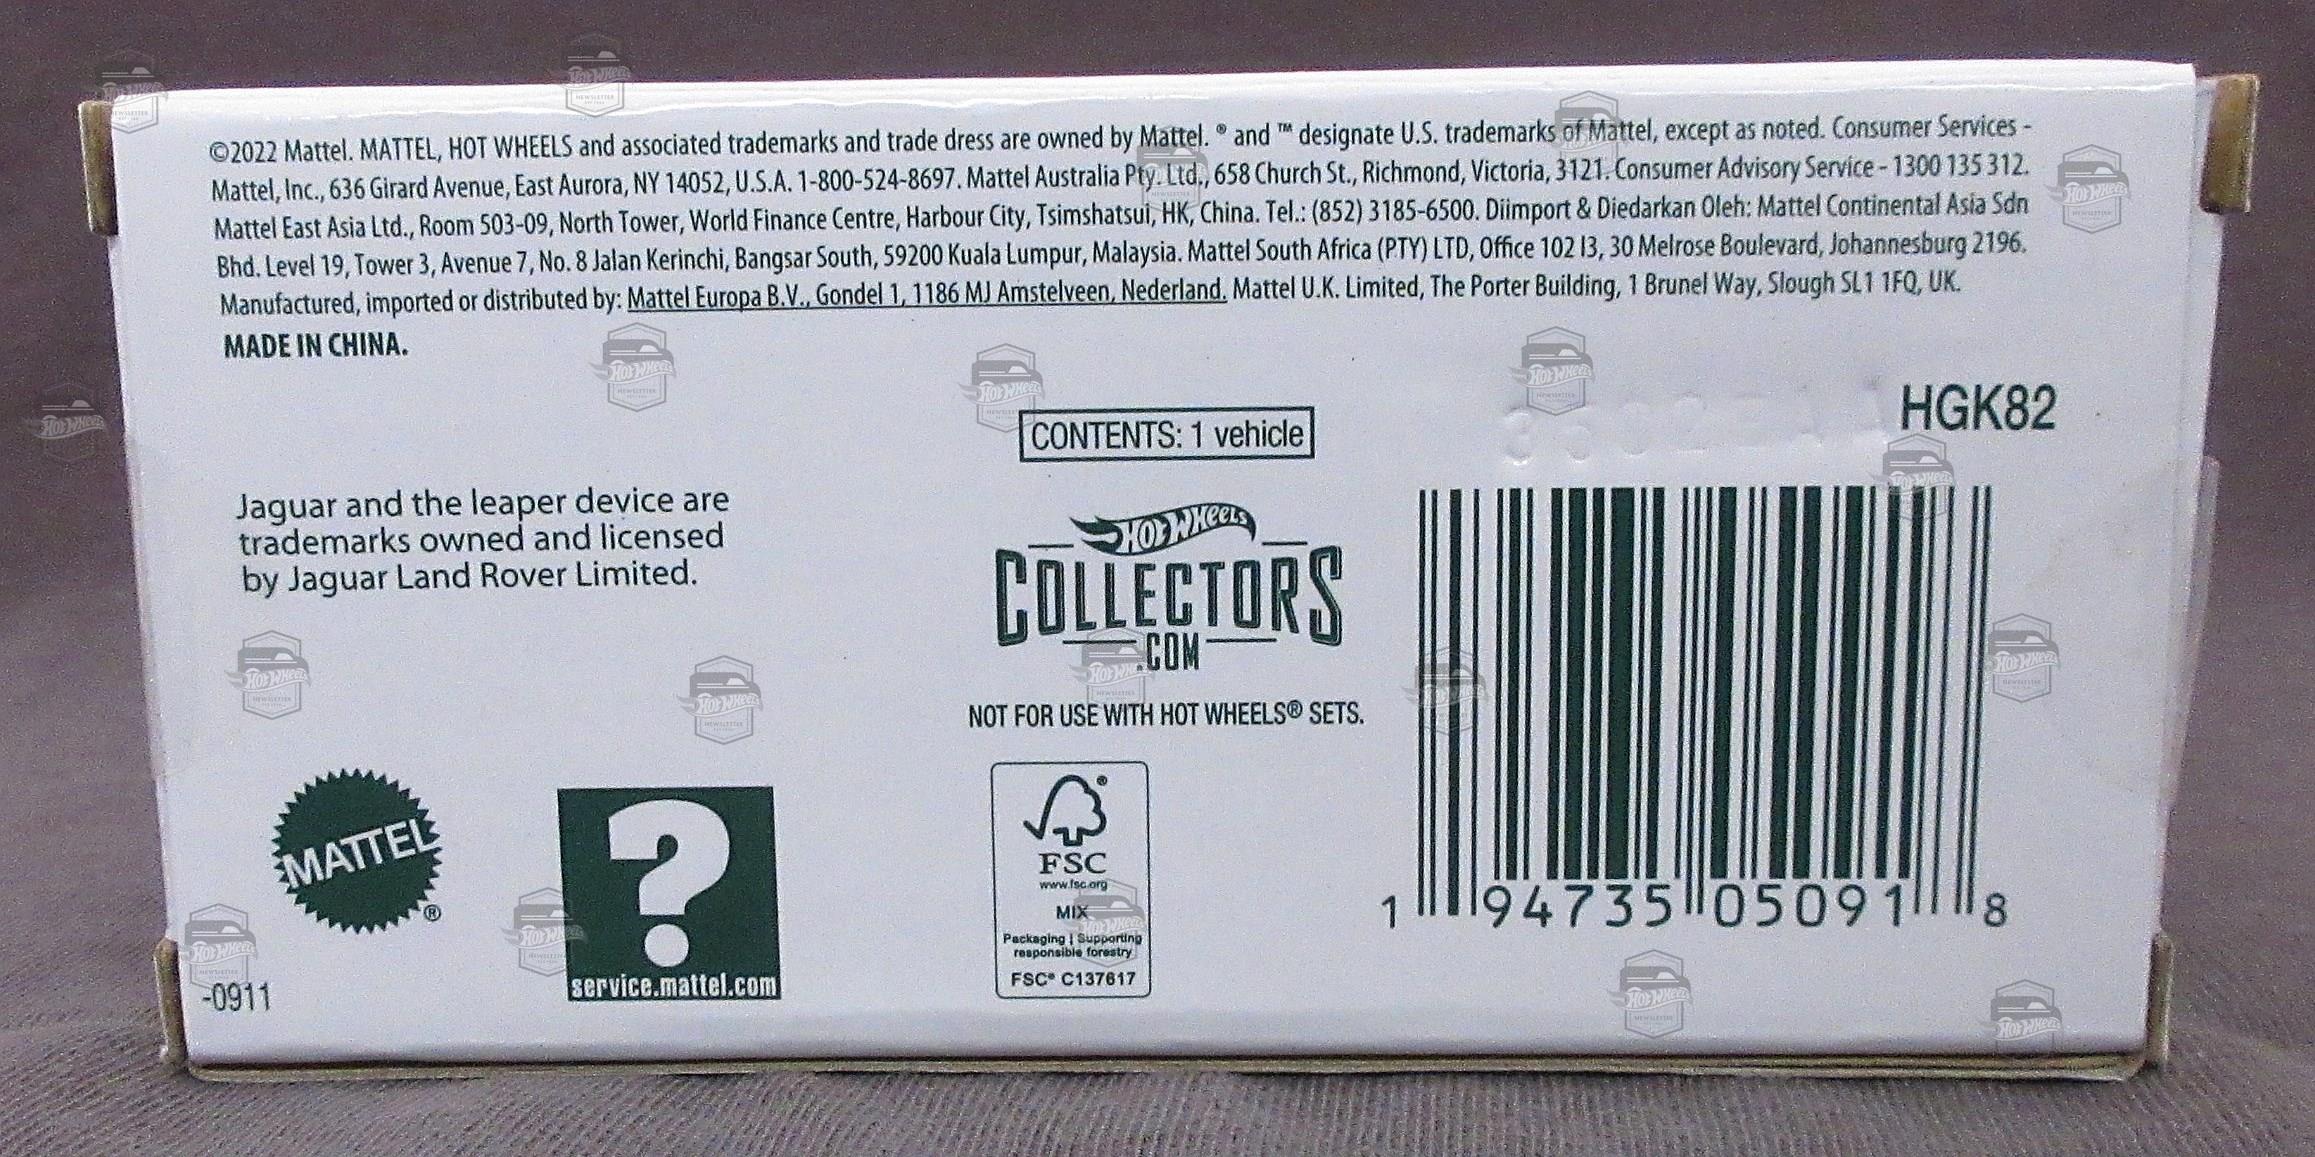 ©2022 Mattel. MATTEL, HOT WHEELS and associated trademarks and trade dress are owned by Mattel. ® and ™ designate U.S. trademarks of Mattel, except as noted. Consumer Services -
Mattel, Inc., 636 Girard Avenue, East Aurora, NY 14052, U.S.A. 1-800-524-8697. Mattel Australia Pty. Ltd., 658 Church St., Richmond, Victoria, 3121. Consumer Advisory Service - 1300 135 312.
Mattel East Asia Ltd., Room 503-09, North Tower, World Finance Centre, Harbour City, Tsimshatsui, HK, China. Tel.: (852) 3185-6500. Diimport & Diedarkan Oleh: Mattel Continental Asia Sdn
Bhd. Level 19, Tower 3, Avenue 7, No. 8 Jalan Kerinchi, Bangsar South, 59200 Kuala Lumpur, Malaysia. Mattel South Africa (PTY) LTD, Office 102 I3, 30 Melrose Boulevard, Johannesburg 2196.
Manufactured, imported or distributed by: Mattel Europa B.V., Gondel 1, 1186 MJ Amstelveen, Nederland. Mattel U.K. Limited, The Porter Building, 1 Brunel Way, Slough SL1 1FQ, UK.
MADE IN CHINA.
HGK82
CONTENTS: 1 vehicle
Jaguar and the leaper device are
trademarks owned and licensed
by Jaguar Land Rover Limited.
HOT WHEELS
COLLECTORS
.COM
NOT FOR USE WITH HOT WHEELS® SETS.
MATTEL
®
?
service.mattel.com
FSC
www.fsc.org
MIX
Packaging | Supporting
responsible forestry
FSC® C137617
1 94735 05091 8
-0911